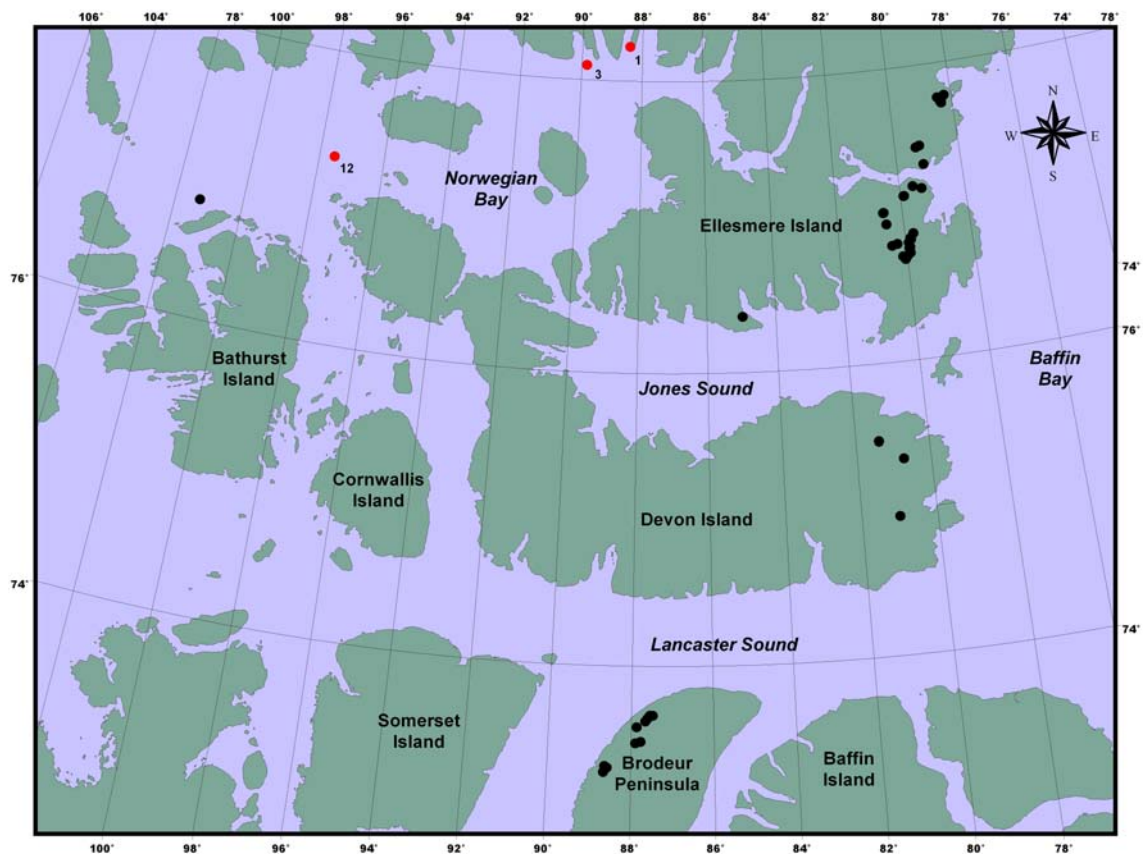 106° 104° 78° 98° 96° 94° 92° 90° 88° 86° 84° 82° 80° 78° 76° 78°
1
3
12
N
W E
S
Norwegian
Bay
Ellesmere Island
76°
74°
76°
Bathurst
Island
Jones Sound
Baffin
Bay
Cornwallis
Island
Devon Island
74°
74°
Lancaster Sound
Somerset
Island
Brodeur
Peninsula
Baffin
Island
100° 98° 96° 94° 92° 90° 88° 86° 84° 82° 80°